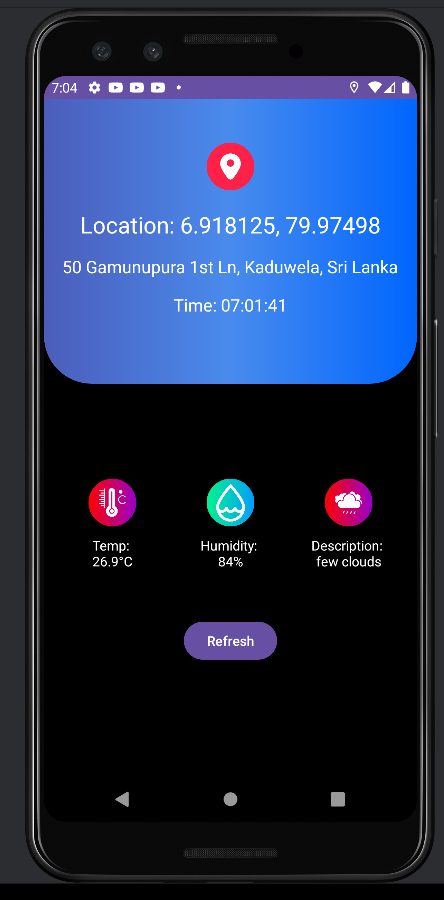 7:04
Location: 6.918125, 79.97498
50 Gamunupura 1st Ln, Kaduwela, Sri Lanka
Time: 07:01:41
°C
Temp:
26.9°C
Humidity:
84%
Description:
few clouds
Refresh